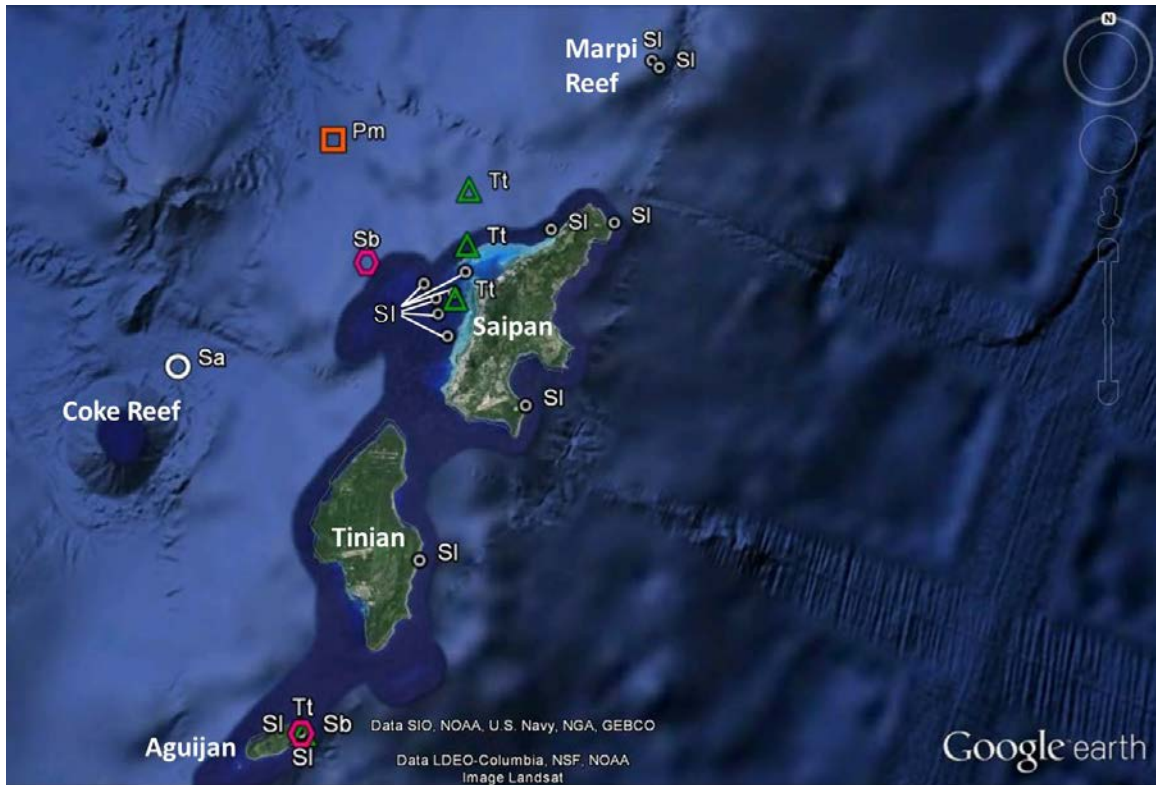 N
Marpi
Reef
Sl
Sl
Pm
Tt
Sl
Sl
Tt
Sb
Tt
Sl
Saipan
Sa
Coke Reef
Sl
Tinian
Sl
Tt
Sl
Sb
Aguijan
Sl
Data SIO, NOAA, U.S. Navy, NGA, GEBCO
Data LDEO-Columbia, NSF, NOAA
Image Landsat
Google earth